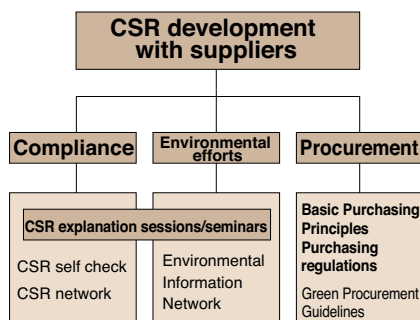 CSR development
with suppliers
Compliance
Environmental
efforts
Procurement
CSR explanation sessions/seminars
CSR self check
CSR network
Environmental
Information
Network
Basic Purchasing
Principles
Purchasing
regulations
Green Procurement
Guidelines